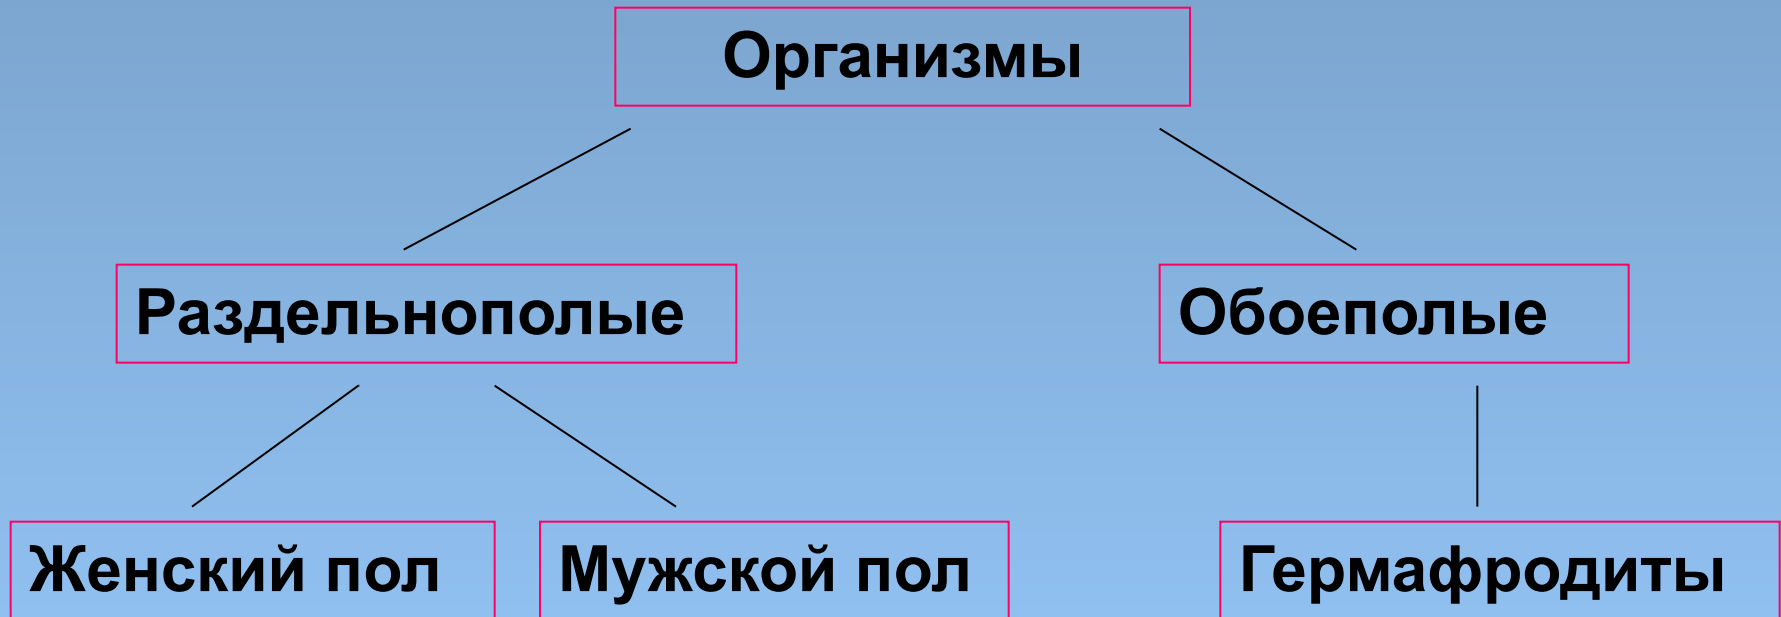 Организмы
Раздельнополые
Обоеполые
Женский пол
Мужской пол
Гермафродиты